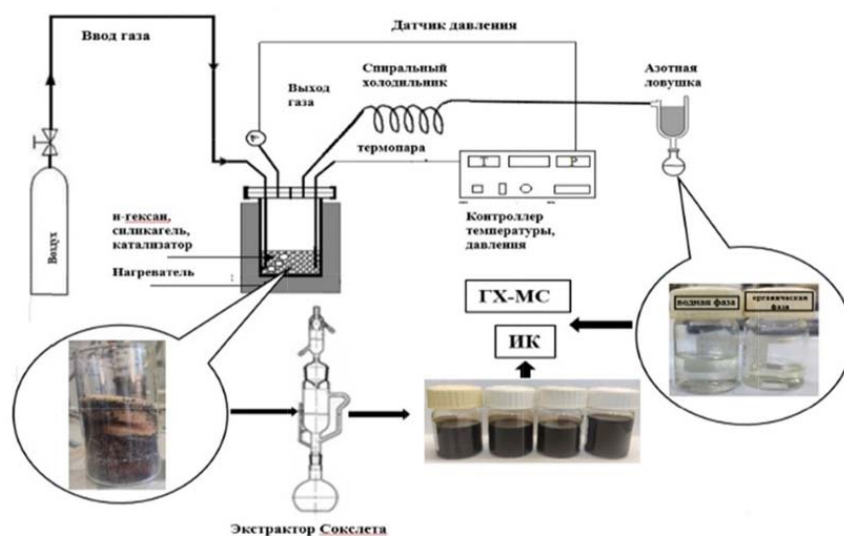 Ввод газа
Датчик давления
Выход
газа
Спиральный
холодильник
Азотная
ловушка
термопара
Т
Р
Контроллер
температуры,
давления
н-гексан,
силикагель,
катализатор
Нагреватель
Воздух
ГХ-МС
ИК
водная фаза
органическая
фаза
Экстрактор Сокслета